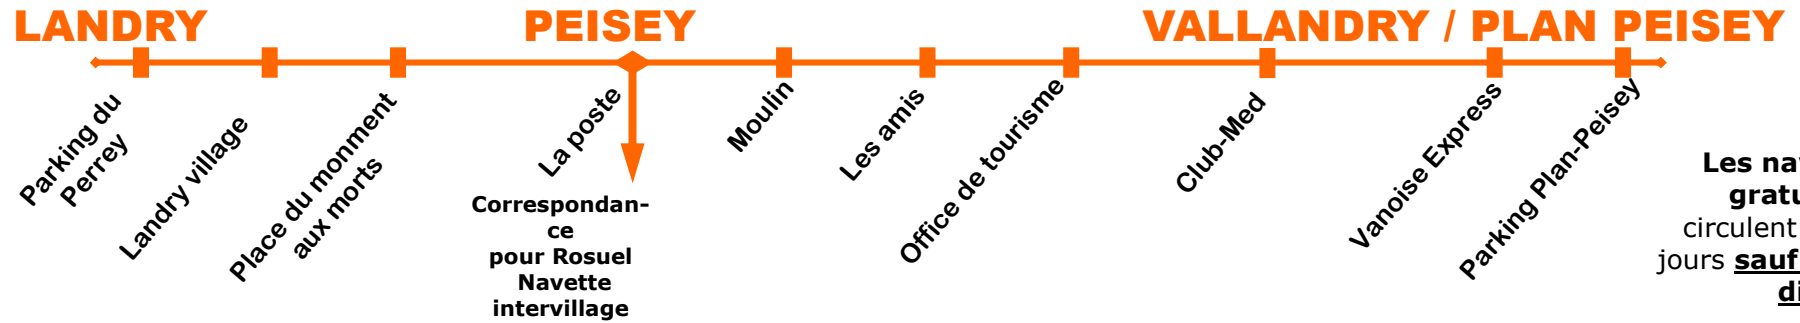 LANDRY
PEISEY
VALLANDRY / PLAN PEISEY
Parking du
Perrey
Landry village
Place du monment
aux morts
La poste
Correspondan-
ce
pour Rosuel
Navette
intervillage
Moulin
Les amis
Office de tourisme
Club-Med
Vanoise Express
Parking Plan-Peisey
Les
circulent
jours sauf